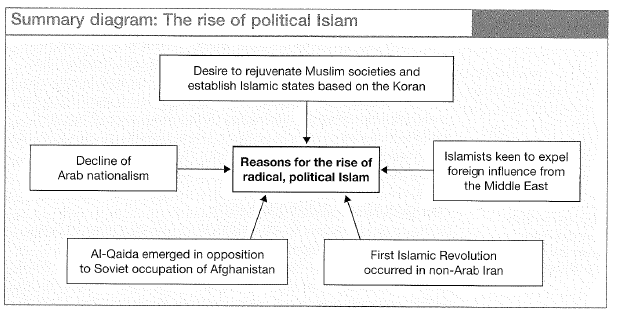 Summary diagram: The rise of political Islam
Desire to rejuvenate Muslim societies and
establish Islamic states based on the Koran
Decline of
Arab nationalism
Reasons for the rise of
radical, political Islam
Islamists keen to expel
foreign influence from
the Middle East
Al-Qaida emerged in opposition
to Soviet occupation of Afghanistan
First Islamic Revolution
occurred in non-Arab Iran